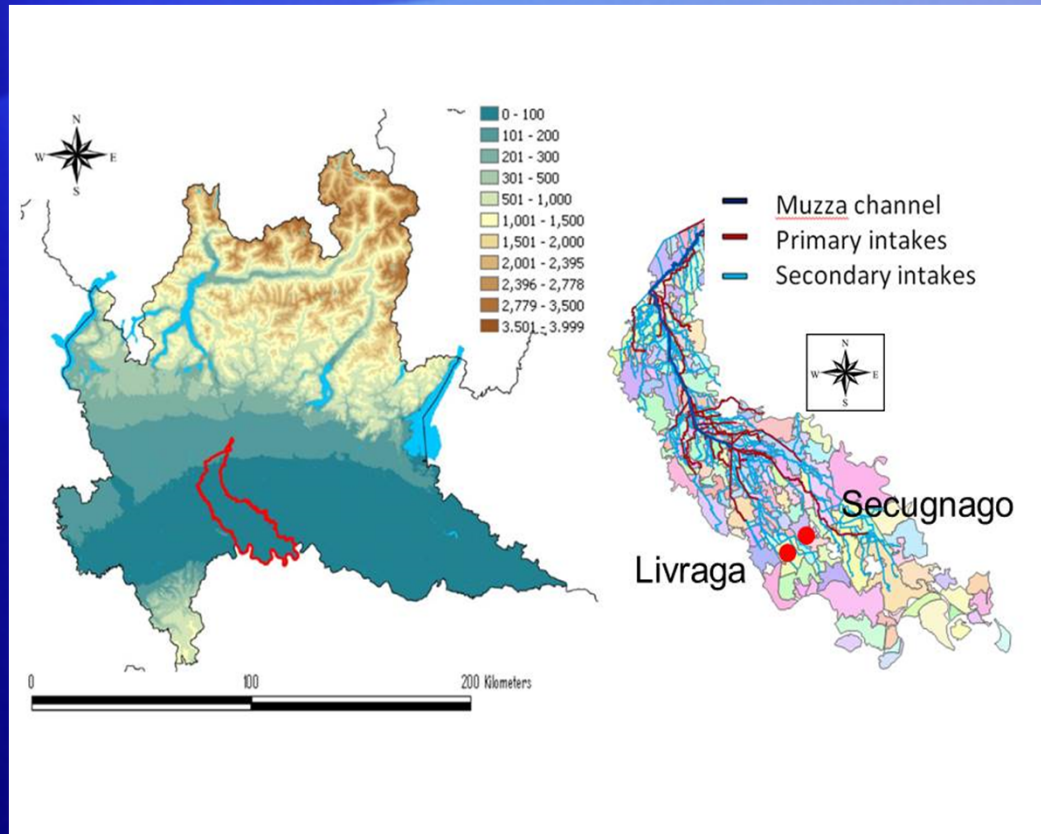 N
W E
S
0 - 100
101 - 200
201 - 300
301 - 500
501 - 1,000
1,001 - 1,500
1,501 - 2,000
2,001 - 2,395
2,396 - 2,778
2,779 - 3,500
3.501 - 3.999
0 100 200 Kilometers
Muzza channel
Primary intakes
Secondary intakes
N
W E
S
Secugnago
Livraga